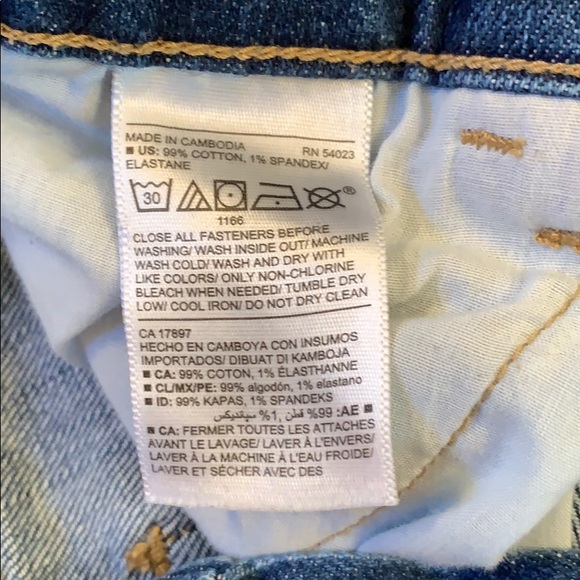 MADE IN CAMBODIA RN 54023
■ US: 99% COTTON, 1% SPANDEX/
ELASTANE
30 ®
1166
CLOSE ALL FASTENERS BEFORE
WASHING/ WASH INSIDE OUT/ MACHINE
WASH COLD/ WASH AND DRY WITH
LIKE COLORS/ ONLY NON-CHLORINE
BLEACH WHEN NEEDED/ TUMBLE DRY
LOW/ COOL IRON/ DO NOT DRY CLEAN
CA 17897
HECHO EN CAMBOYA CON INSUMOS
IMPORTADOS/ DIBUAT DI KAMBOJA
■ CA: 99% COTON, 1% ÉLASTHANNE
■ CL/MX/PE: 99% algodón, 1% elastano
■ ID: 99% KAPAS, 1% SPANDEKS
■ AE: 99% قطن ,1% سپانديكس
■ CA: FERMER TOUTES LES ATTACHES
AVANT LE LAVAGE/ LAVER À L'ENVERS/
LAVER À MACHINE À L'EAU FROIDE/
LAVER ET SÉCHER AVEC DES